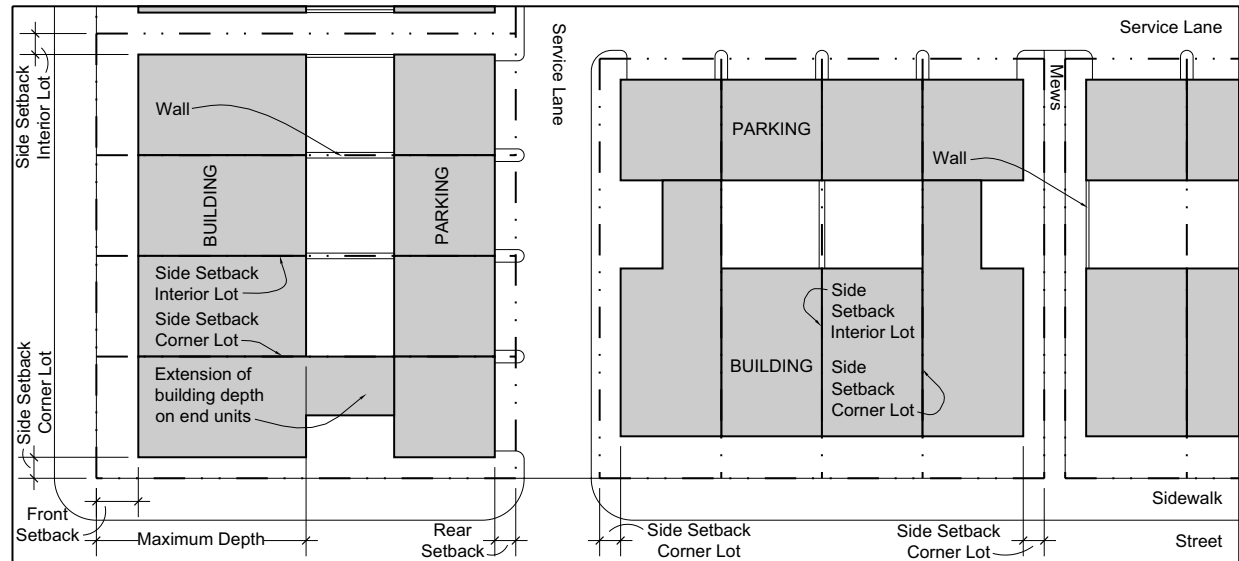 Service Lane
Service Lane
Mews
Side Setback
Interior Lot
Wall
PARKING
Wall
BUILDING
PARKING
Side Setback
Interior Lot
Side
Setback
Interior Lot
Side Setback
Corner Lot
BUILDING
Side
Setback
Corner Lot
Extension of
building depth
on end units
Side Setback
Corner Lot
Sidewalk
Front
Setback
Maximum Depth
Rear
Setback
Side Setback
Corner Lot
Side Setback
Corner Lot
Street